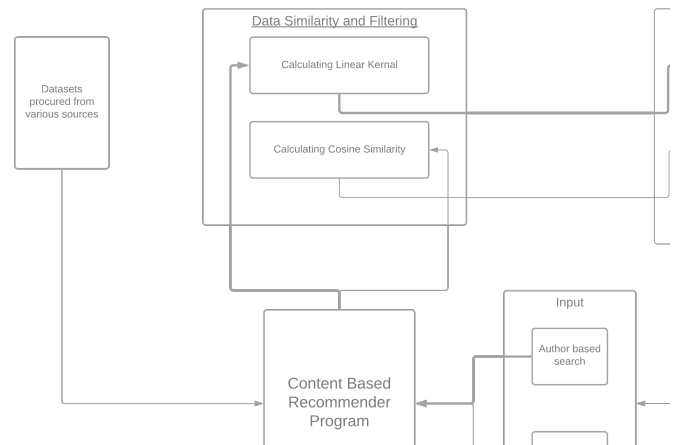 Data Similarity and Filtering
Calculating Linear Kernal
Datasets
procured from
various sources
Calculating Cosine Similarity
Input
Author based
search
Content Based
Recommender
Program